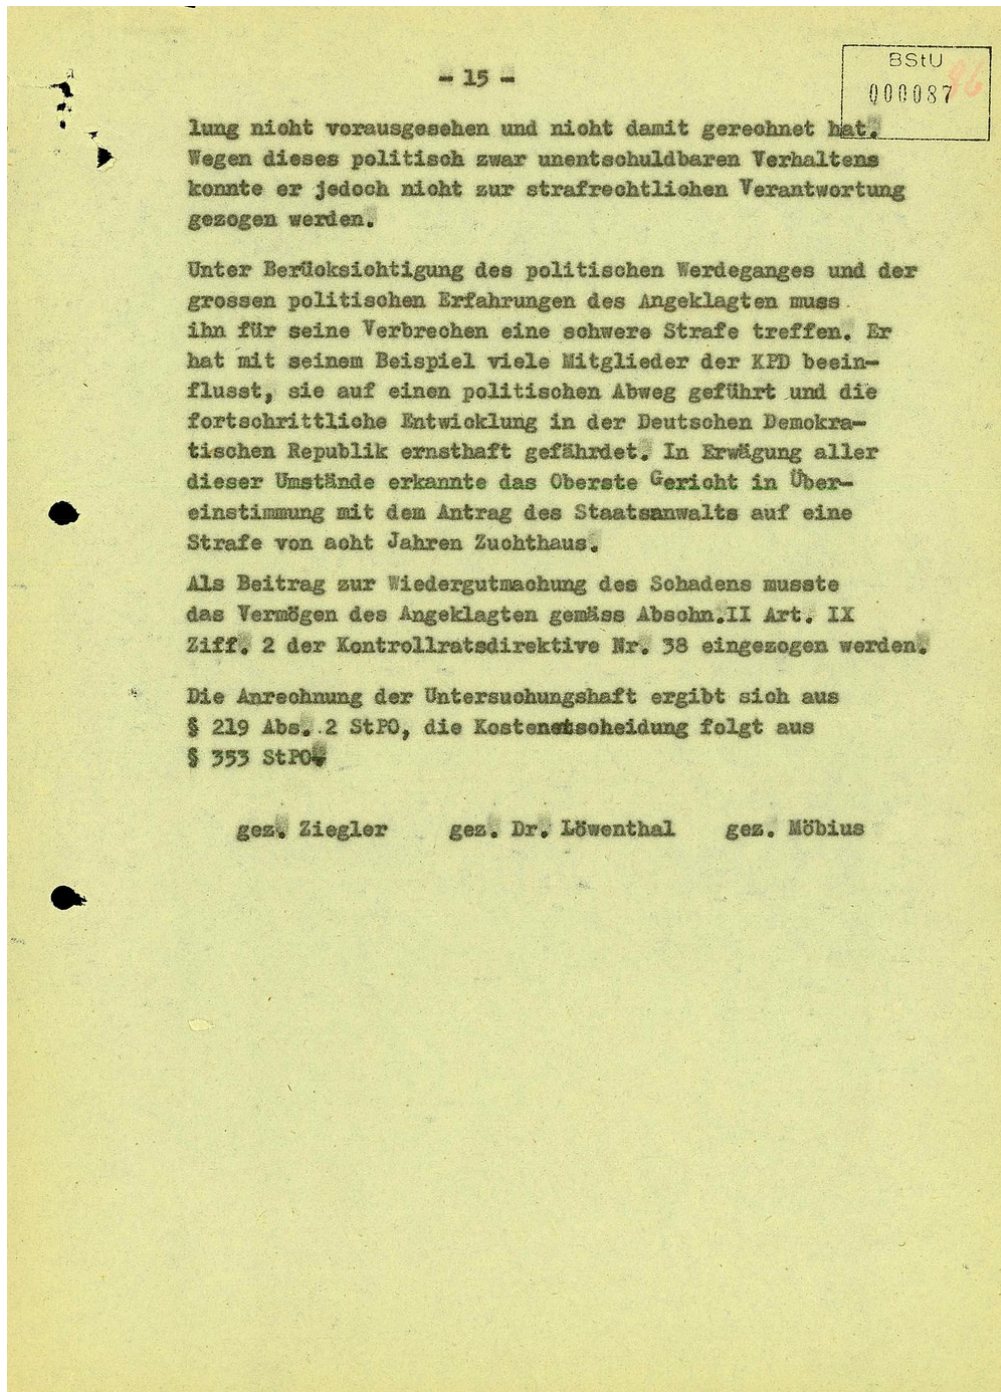 - 15 -
BStU
000087
86
lung nicht vorausgesehen und nicht damit gerechnet hat.
Wegen dieses politisch zwar unentschuldbaren Verhaltens
konnte er jedoch nicht zur strafrechtlichen Verantwortung
gezogen werden.
Unter Berücksichtigung des politischen Werdeganges und der
grossen politischen Erfahrungen des Angeklagten muss
ihn für seine Verbrechen eine schwere Strafe treffen. Er
hat mit seinem Beispiel viele Mitglieder der KPD beein-
flusst, sie auf einen politischen Abweg geführt und die
fortschrittliche Entwicklung in der Deutschen Demokra-
tischen Republik ernsthaft gefährdet. In Erwägung aller
dieser Umstände erkannte das Oberste Gericht in Über-
einstimmung mit dem Antrag des Staatsanwalts auf eine
Strafe von acht Jahren Zuchthaus.
Als Beitrag zur Wiedergutmachung des Schadens musste
das Vermögen des Angeklagten gemäss Abschn.II Art. IX
Ziff. 2 der Kontrollratsdirektive Nr. 38 eingezogen werden.
Die Anrechnung der Untersuchungshaft ergibt sich aus
§ 219 Abs. 2 StPO, die Kostenetscheidung folgt aus
§ 353 StPO.
gez. Ziegler gez. Dr. Löwenthal gez. Möbius